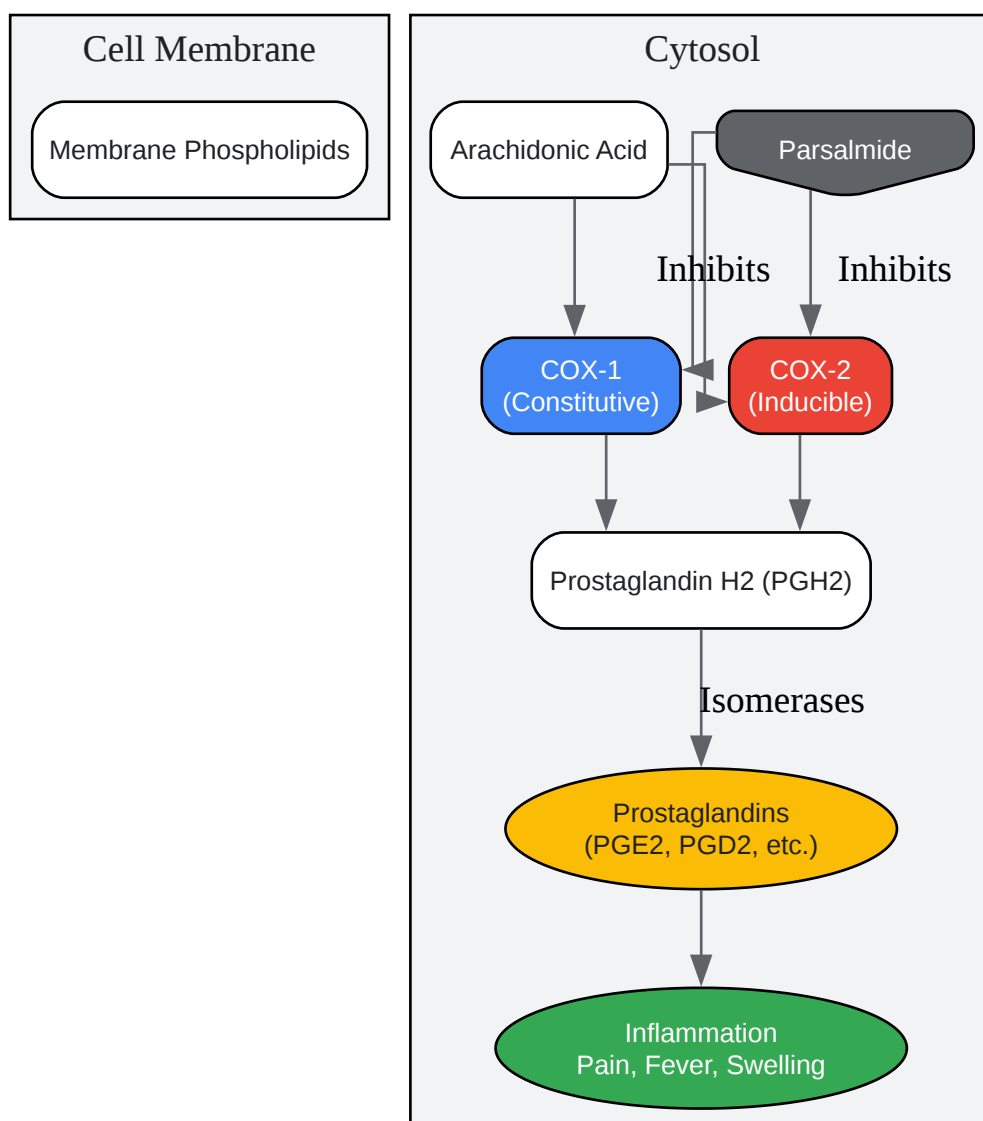 Cell Membrane
Membrane Phospholipids
Cytosol
Arachidonic Acid
Parsalmide
Inhibits
Inhibits
COX-1
(Constitutive)
COX-2
(Inducible)
Prostaglandin H2 (PGH2)
Isomerases
Prostaglandins
(PGE2, PGD2, etc.)
Inflammation
Pain, Fever, Swelling